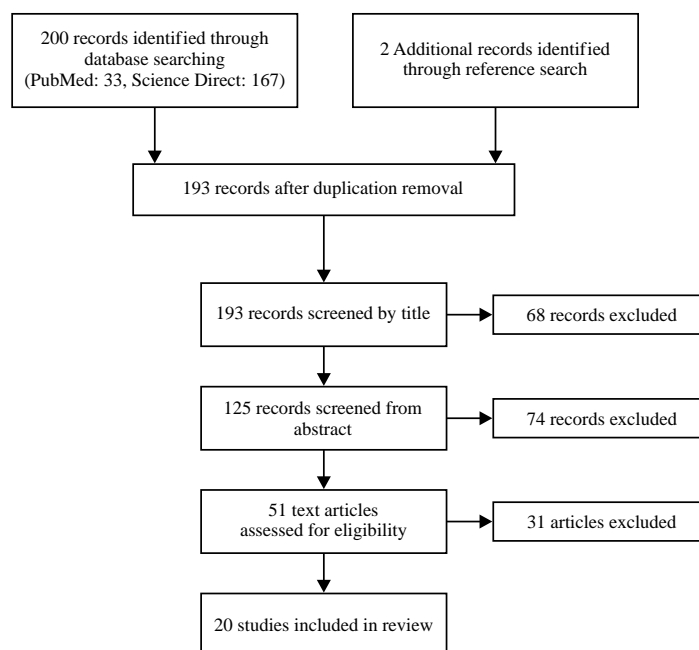 200 records identified through
database searching
(PubMed: 33, Science Direct: 167)
2 Additional records identified
through reference search
193 records after duplication removal
193 records screened by title
68 records excluded
125 records screened from
abstract
74 records excluded
51 text articles
assessed for eligibility
31 articles excluded
20 studies included in review